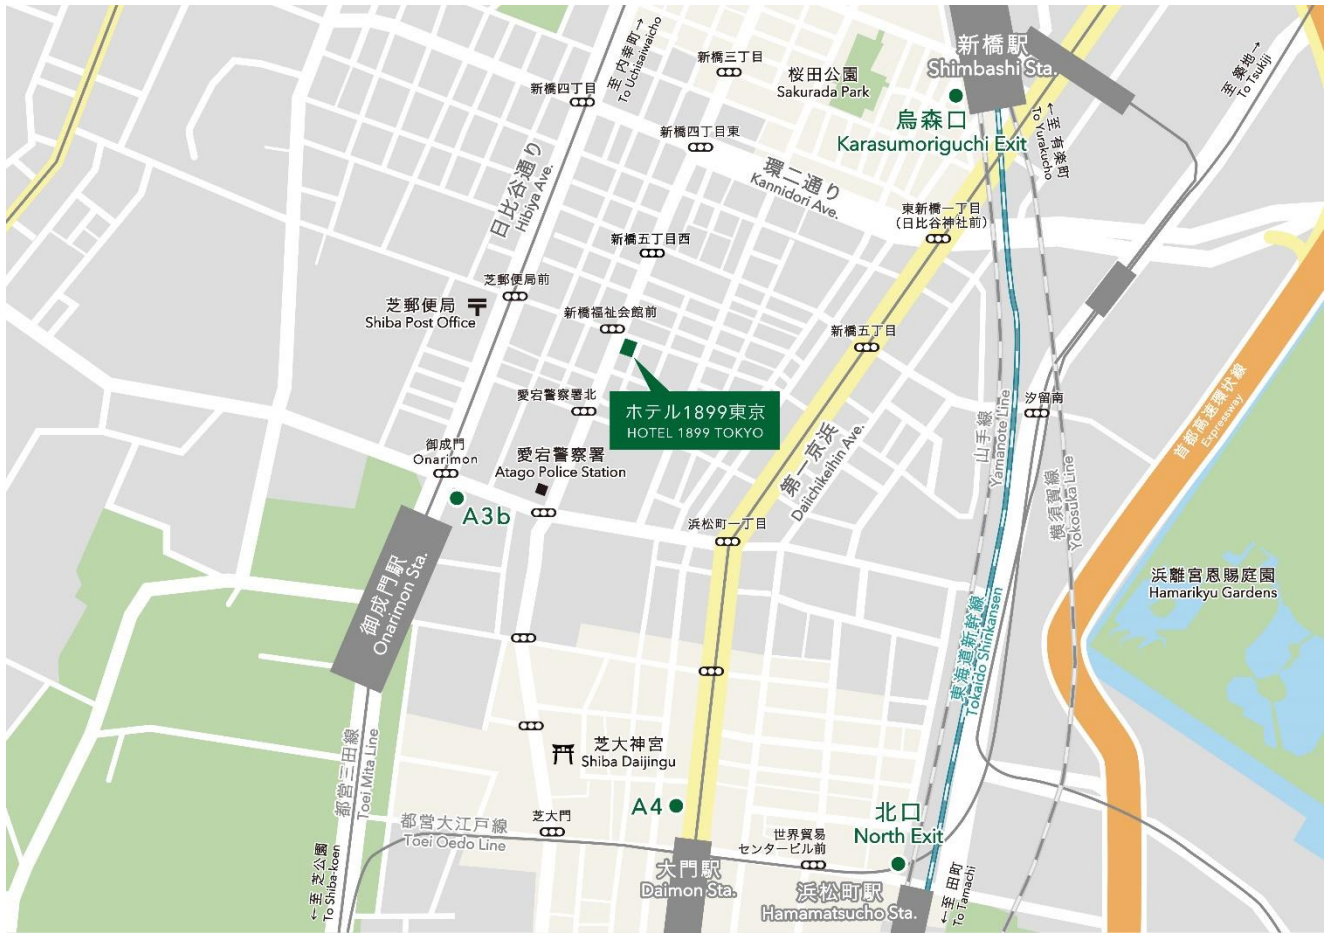 新橋駅
Shimbashi Sta.
至 内幸町→
To Uchisaiwaicho
新橋三丁目
桜田公園
Sakurada Park
至 築地→
To Tsukiji
新橋四丁目
烏森口
Karasumoriguchi Exit
←至 有楽町
To Yurakucho
新橋四丁目東
環二通り
Kannidori Ave.
日比谷通り
Hibiya Ave.
東新橋一丁目
(日比谷神社前)
新橋五丁目西
芝郵便局前
芝郵便局
Shiba Post Office
新橋福祉会館前
新橋五丁目
愛宕警察署北
ホテル1899東京
HOTEL 1899 TOKYO
汐留南
首都高速環状線
Expressway
山手線
Yamanote Line
第一京浜
Daiichikeihin Ave.
御成門
Onarimon
愛宕警察署
Atago Police Station
横須賀線
Yokosuka Line
A3b
浜松町一丁目
御成門駅
Onarimon Sta.
浜離宮恩賜庭園
Hamarikyu Gardens
東海道新幹線
Tokaido Shinkansen
都営三田線
Toei Mita Line
芝大神宮
Shiba Daijingu
A4
北口
North Exit
都営大江戸線
Toei Oedo Line
芝大門
世界貿易
センタービル前
大門駅
Daimon Sta.
浜松町駅
Hamamatsucho Sta.
←至 芝公園
To Shiba-koen
←至 田町
To Tamachi